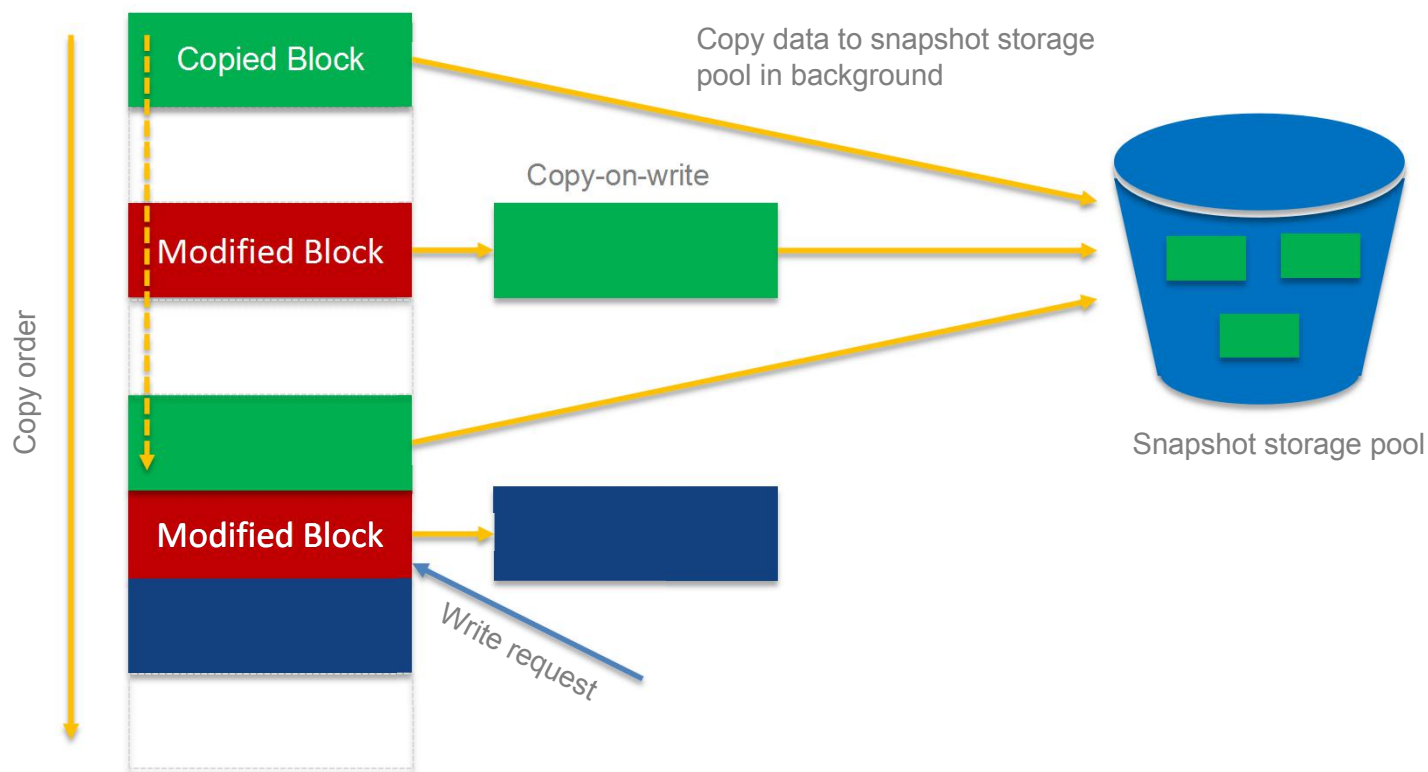 Copied Block
Copy data to snapshot storage
pool in background
Copy-on-write
Modified Block
Copy order
Snapshot storage pool
Modified Block
Write request